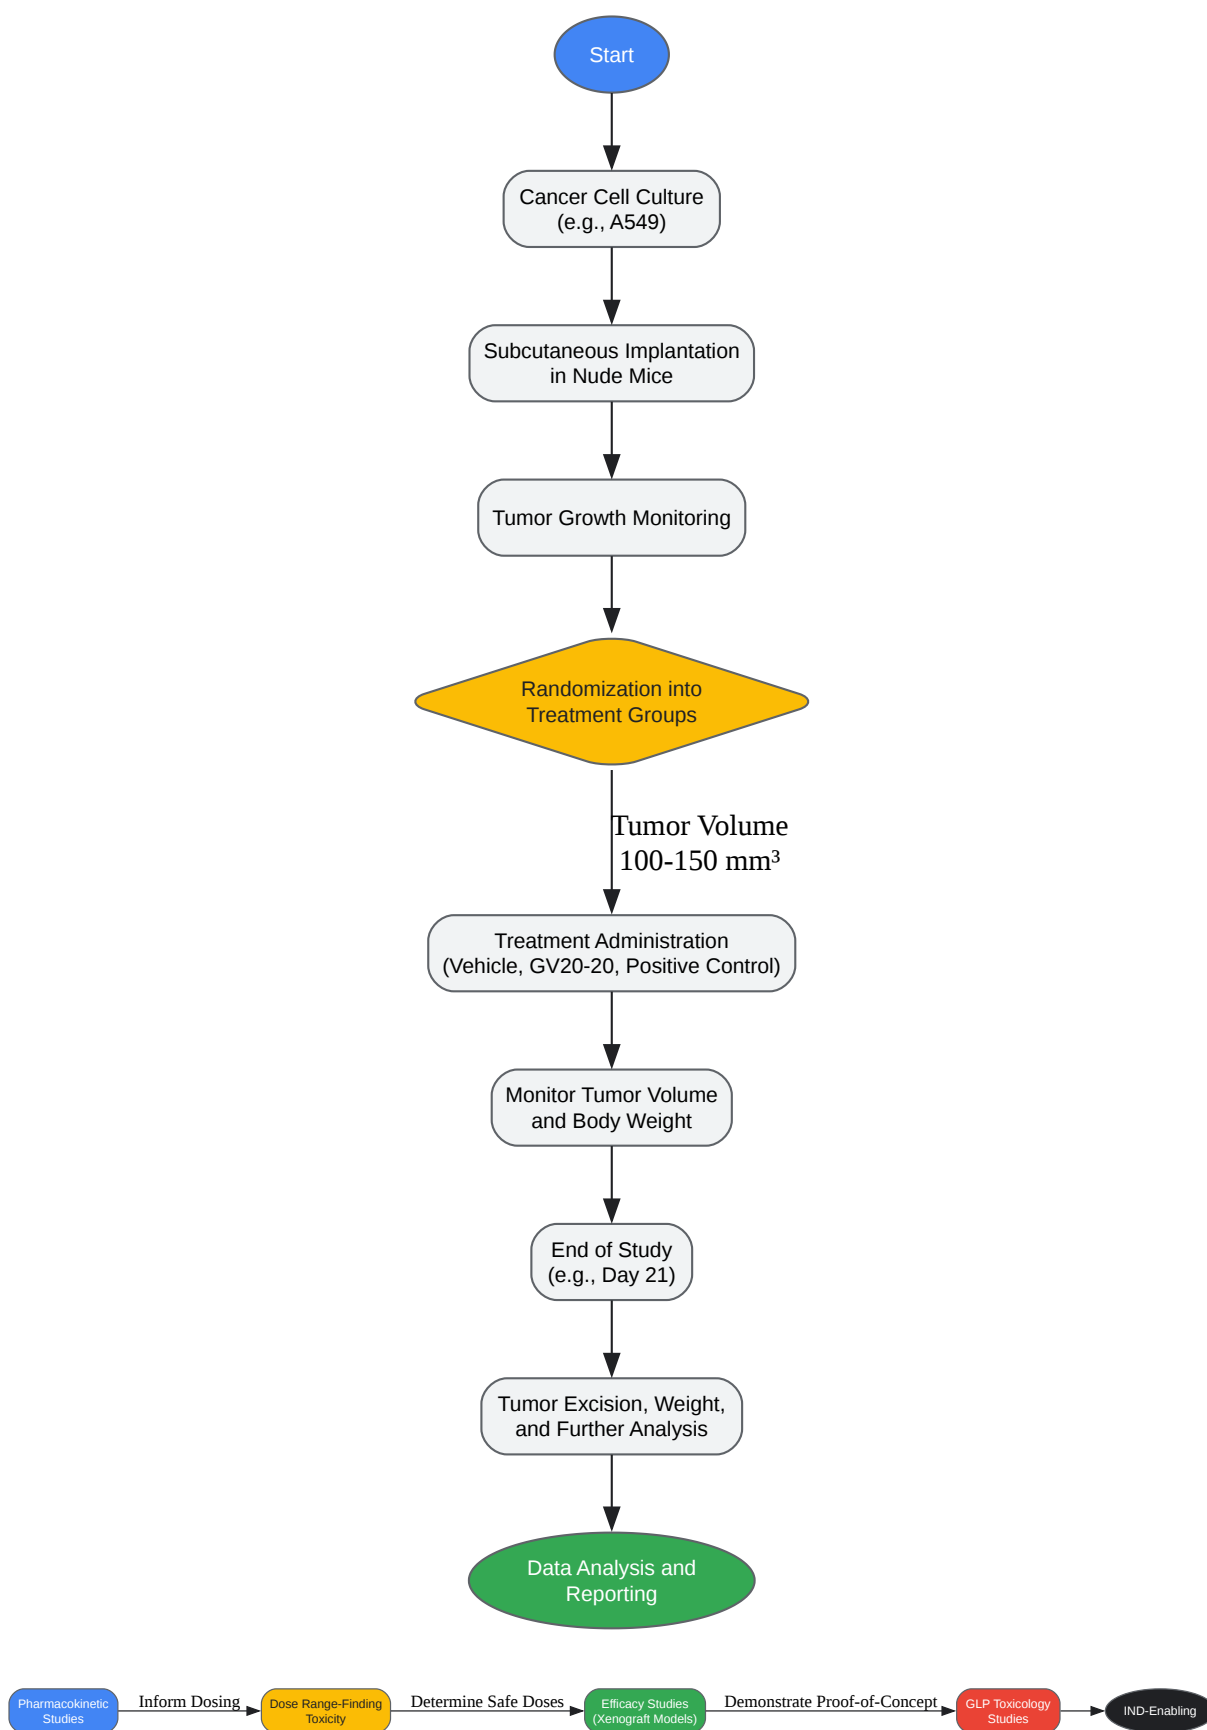 Start
Cancer Cell Culture
(e.g., A549)
Subcutaneous Implantation
in Nude Mice
Tumor Growth Monitoring
Randomization into
Treatment Groups
Tumor Volume
100-150 mm³
Treatment Administration
(Vehicle, GV20-20, Positive Control)
Monitor Tumor Volume
and Body Weight
End of Study
(e.g., Day 21)
Tumor Excision, Weight,
and Further Analysis
Data Analysis and
Reporting
Pharmacokinetic
Studies
Inform Dosing
Dose Range-Finding
Toxicity
Determine Safe Doses
Efficacy Studies
(Xenograft Models)
Demonstrate Proof-of-Concept
GLP Toxicology
Studies
IND-Enabling